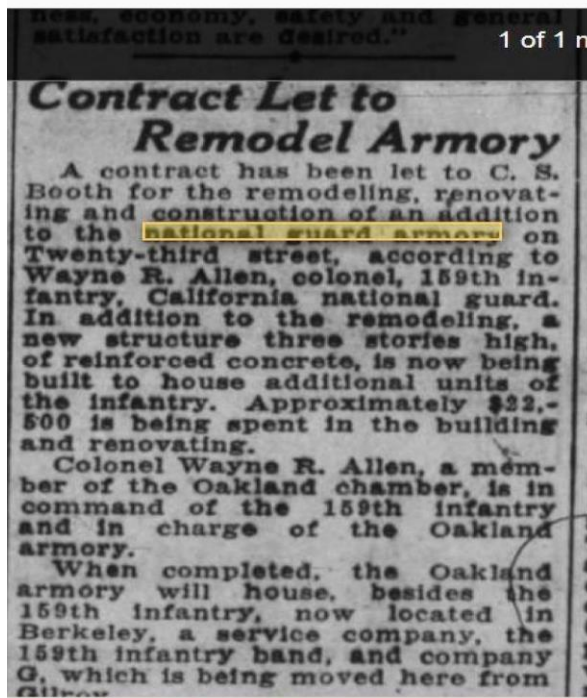 ness, economy, safety and general
satisfaction are desired."
1 of 1
Contract Let to
Remodel Armory
A contract has been let to C. S.
Booth for the remodeling, renovat-
ing and construction of an addition
to the national guard armory on
Twenty-third street, according to
Wayne R. Allen, colonel, 159th in-
fantry, California national guard.
In addition to the remodeling, a
new structure three stories high,
of reinforced concrete, is now being
built to house additional units of
the infantry. Approximately $22,-
500 is being spent in the building
and renovating.
Colonel Wayne R. Allen, a mem-
ber of the Oakland chamber, is in
command of the 159th infantry
and in charge of the Oakland
armory.
When completed, the Oakland
armory will house, besides the
159th infantry, now located in
Berkeley, a service company, the
159th infantry band, and company
G, which is being moved here from
Gilroy